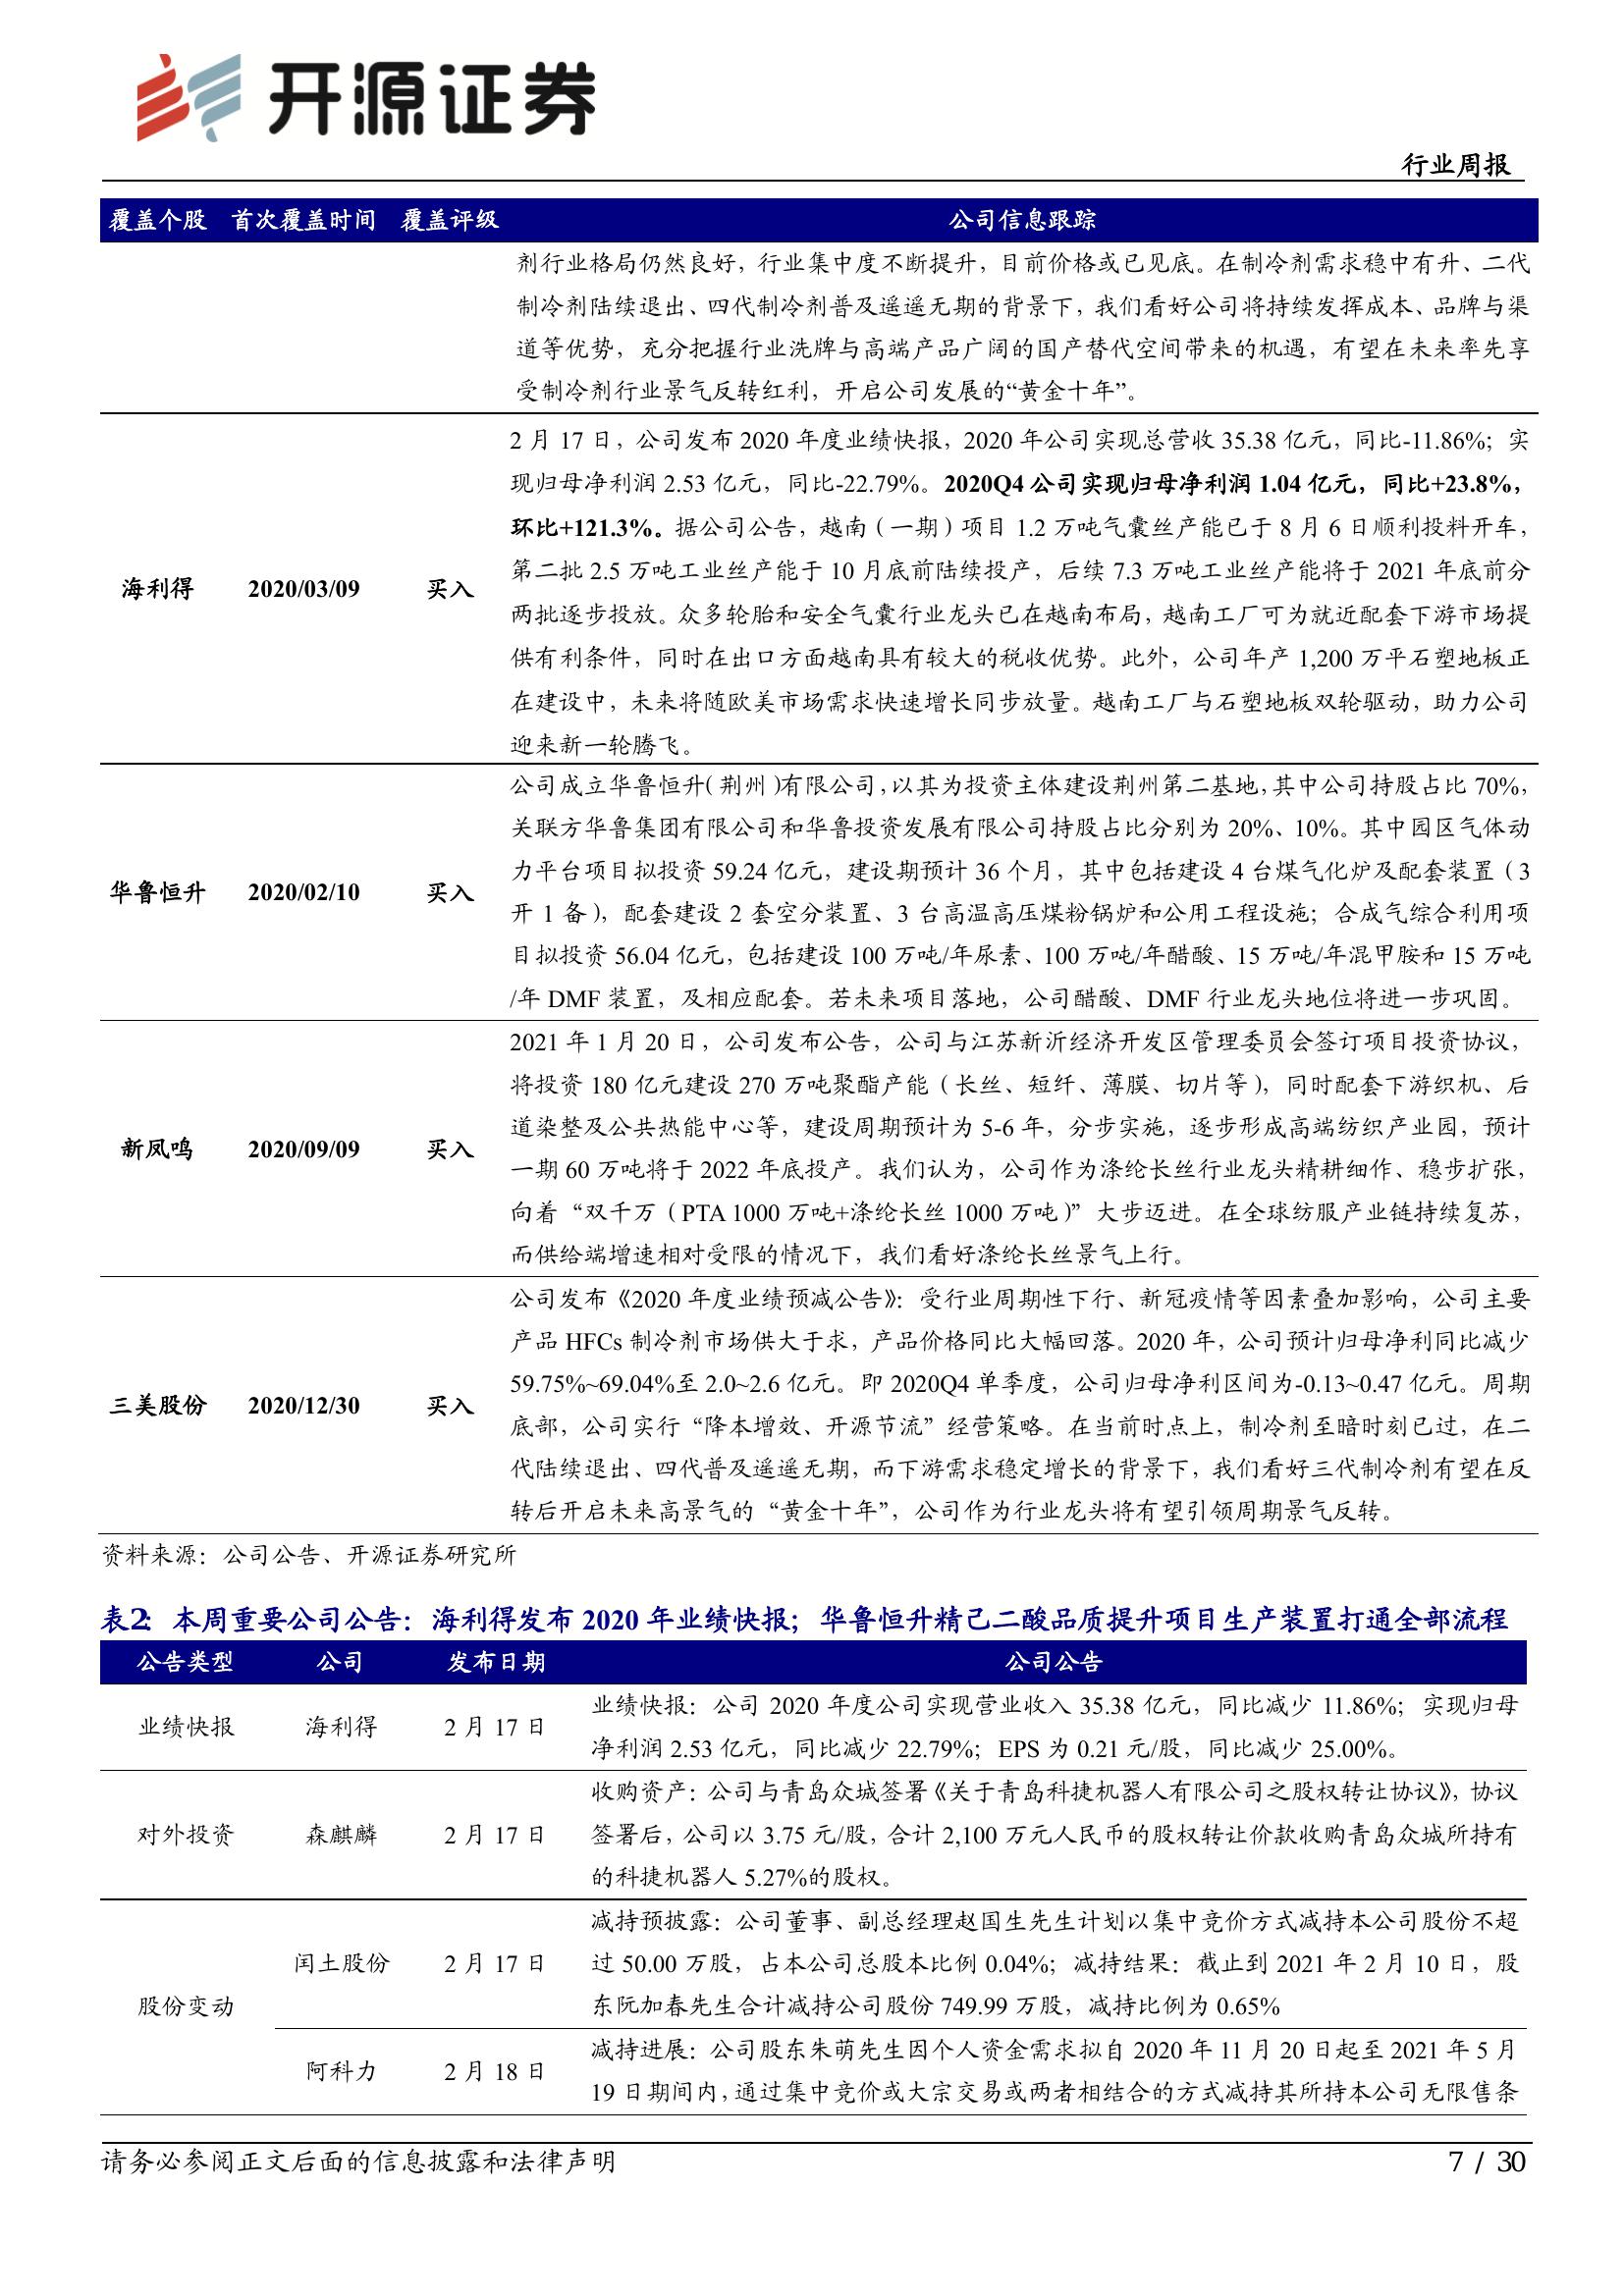 开源证券
行业周报
覆盖个股 首次覆盖时间 覆盖评级 公司信息跟踪
剂行业格局仍然良好，行业集中度不断提升，目前价格或已见底。在制冷剂需求稳中有升、二代
制冷剂陆续退出、四代制冷剂普及遥遥无期的背景下，我们看好公司将持续发挥成本、品牌与渠
道等优势，充分把握行业洗牌与高端产品广阔的国产替代空间带来的机遇，有望在未来率先享
受制冷剂行业景气反转红利，开启公司发展的“黄金十年”。
海利得 2020/03/09 买入
2 月 17 日，公司发布 2020 年度业绩快报，2020 年公司实现总营收 35.38 亿元，同比-11.86%；实
现归母净利润 2.53 亿元，同比-22.79%。2020Q4 公司实现归母净利润 1.04 亿元，同比+23.8%，
环比+121.3%。据公司公告，越南（一期）项目 1.2 万吨气囊丝产能已于 8 月 6 日顺利投料开车，
第二批 2.5 万吨工业丝产能于 10 月底前陆续投产，后续 7.3 万吨工业丝产能将于 2021 年底前分
两批逐步投放。众多轮胎和安全气囊行业龙头已在越南布局，越南工厂可为就近配套下游市场提
供有利条件，同时在出口方面越南具有较大的税收优势。此外，公司年产 1,200 万平石塑地板正
在建设中，未来将随欧美市场需求快速增长同步放量。越南工厂与石塑地板双轮驱动，助力公司
迎来新一轮腾飞。
华鲁恒升 2020/02/10 买入
公司成立华鲁恒升（荆州）有限公司，以其为投资主体建设荆州第二基地，其中公司持股占比 70%，
关联方华鲁集团有限公司和华鲁投资发展有限公司持股占比分别为 20%、10%。其中园区气体动
力平台项目拟投资 59.24 亿元，建设期预计 36 个月，其中包括建设 4 台煤气化炉及配套装置（3
开 1 备），配套建设 2 套空分装置、3 台高温高压煤粉锅炉和公用工程设施；合成气综合利用项
目拟投资 56.04 亿元，包括建设 100 万吨/年尿素、100 万吨/年醋酸、15 万吨/年混甲胺和 15 万吨
/年 DMF 装置，及相应配套。若未来项目落地，公司醋酸、DMF 行业龙头地位将进一步巩固。
新凤鸣 2020/09/09 买入
2021 年 1 月 20 日，公司发布公告，公司与江苏新沂经济开发区管理委员会签订项目投资协议，
将投资 180 亿元建设 270 万吨聚酯产能（长丝、短纤、薄膜、切片等），同时配套下游织机、后
道染整及公共热能中心等，建设周期预计为 5-6 年，分步实施，逐步形成高端纺织产业园，预计
一期 60 万吨将于 2022 年底投产。我们认为，公司作为涤纶长丝行业龙头精耕细作、稳步扩张，
向着“双千万（PTA 1000 万吨+涤纶长丝 1000 万吨）”大步迈进。在全球纺服产业链持续复苏，
而供给端增速相对受限的情况下，我们看好涤纶长丝景气上行。
三美股份 2020/12/30 买入
公司发布《2020 年度业绩预减公告》：受行业周期性下行、新冠疫情等因素叠加影响，公司主要
产品 HFCs 制冷剂市场供大于求，产品价格同比大幅回落。2020 年，公司预计归母净利同比减少
59.75%~69.04%至 2.0~2.6 亿元。即 2020Q4 单季度，公司归母净利区间为-0.13~0.47 亿元。周期
底部，公司实行“降本增效、开源节流”经营策略。在当前时点上，制冷剂至暗时刻已过，在二
代陆续退出、四代普及遥遥无期，而下游需求稳定增长的背景下，我们看好三代制冷剂有望在反
转后开启未来高景气的“黄金十年”，公司作为行业龙头将有望引领周期景气反转。
资料来源：公司公告、开源证券研究所
表2：本周重要公司公告：海利得发布 2020 年业绩快报；华鲁恒升精己二酸品质提升项目生产装置打通全部流程
公告类型 公司 发布日期 公司公告
业绩快报 海利得 2 月 17 日
业绩快报：公司 2020 年度公司实现营业收入 35.38 亿元，同比减少 11.86%；实现归母
净利润 2.53 亿元，同比减少 22.79%；EPS 为 0.21 元/股，同比减少 25.00%。
对外投资 森麒麟 2 月 17 日
收购资产：公司与青岛众城签署《关于青岛科捷机器人有限公司之股权转让协议》，协议
签署后，公司以 3.75 元/股，合计 2,100 万元人民币的股权转让价款收购青岛众城所持有
的科捷机器人 5.27%的股权。
股份变动
闰土股份 2 月 17 日
减持预披露：公司董事、副总经理赵国生先生计划以集中竞价方式减持本公司股份不超
过 50.00 万股，占本公司总股本比例 0.04%；减持结果：截止到 2021 年 2 月 10 日，股
东阮加春先生合计减持公司股份 749.99 万股，减持比例为 0.65%
阿科力 2 月 18 日
减持进展：公司股东朱萌先生因个人资金需求拟自 2020 年 11 月 20 日起至 2021 年 5 月
19 日期间内，通过集中竞价或大宗交易或两者相结合的方式减持其所持本公司无限售条
请务必参阅正文后面的信息披露和法律声明
7 / 30